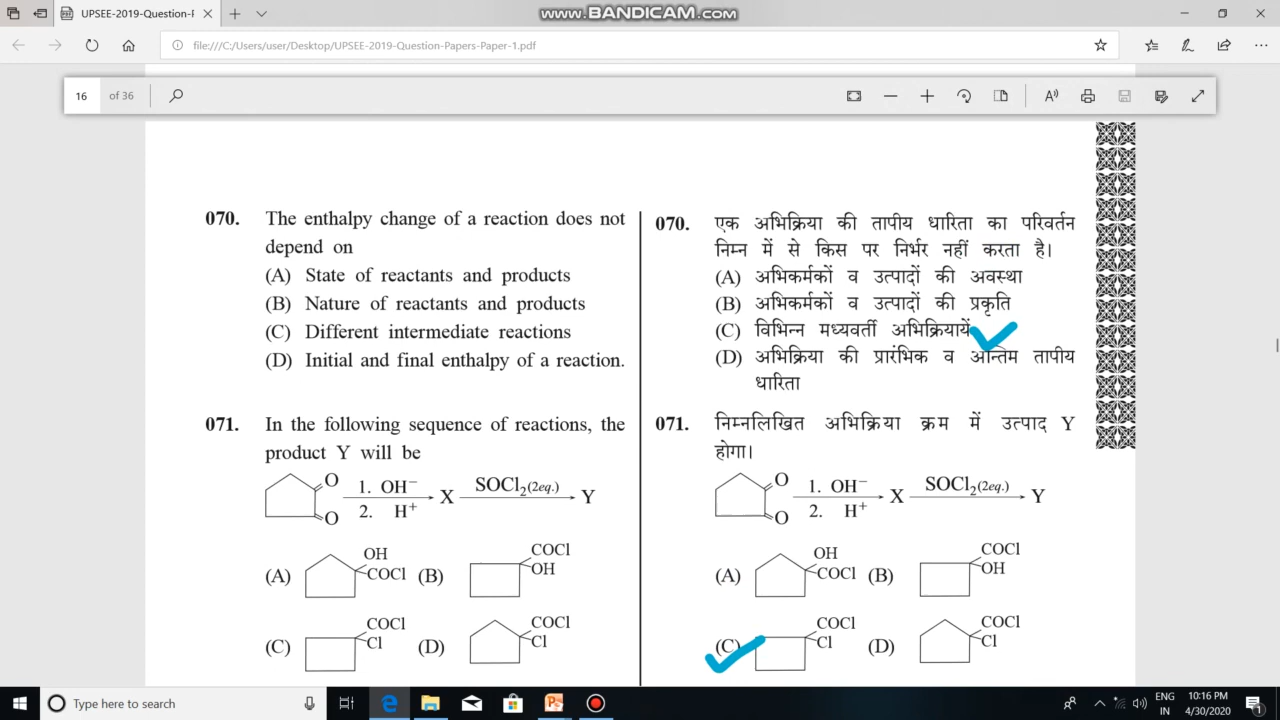 UPSEE-2019-Question-P
www.BANDICAM.com
file:///C:/Users/user/Desktop/UPSEE-2019-Question-Papers-Paper-1.pdf
16 of 36
070. The enthalpy change of a reaction does not
depend on
(A) State of reactants and products
(B) Nature of reactants and products
(C) Different intermediate reactions
(D) Initial and final enthalpy of a reaction.
071. In the following sequence of reactions, the
product Y will be
O
O
1. OH⁻
2. H⁺
X
SOCl₂(2eq.)
Y
(A) OH
COCl
(B) COCl
OH
(C) COCl
Cl
(D) COCl
Cl
070. एक अभिक्रिया की तापीय धारिता का परिवर्तन
निम्न में से किस पर निर्भर नहीं करता है।
(A) अभिकर्मकों व उत्पादों की अवस्था
(B) अभिकर्मकों व उत्पादों की प्रकृति
(C) विभिन्न मध्यवर्ती अभिक्रियायें
(D) अभिक्रिया की प्रारंभिक व अन्तिम तापीय
धारिता
071. निम्नलिखित अभिक्रिया क्रम में उत्पाद Y
होगा।
O
O
1. OH⁻
2. H⁺
X
SOCl₂(2eq.)
Y
(A) OH
COCl
(B) COCl
OH
(C) COCl
Cl
(D) COCl
Cl
Type here to search
ENG
IN
10:16 PM
4/30/2020
1